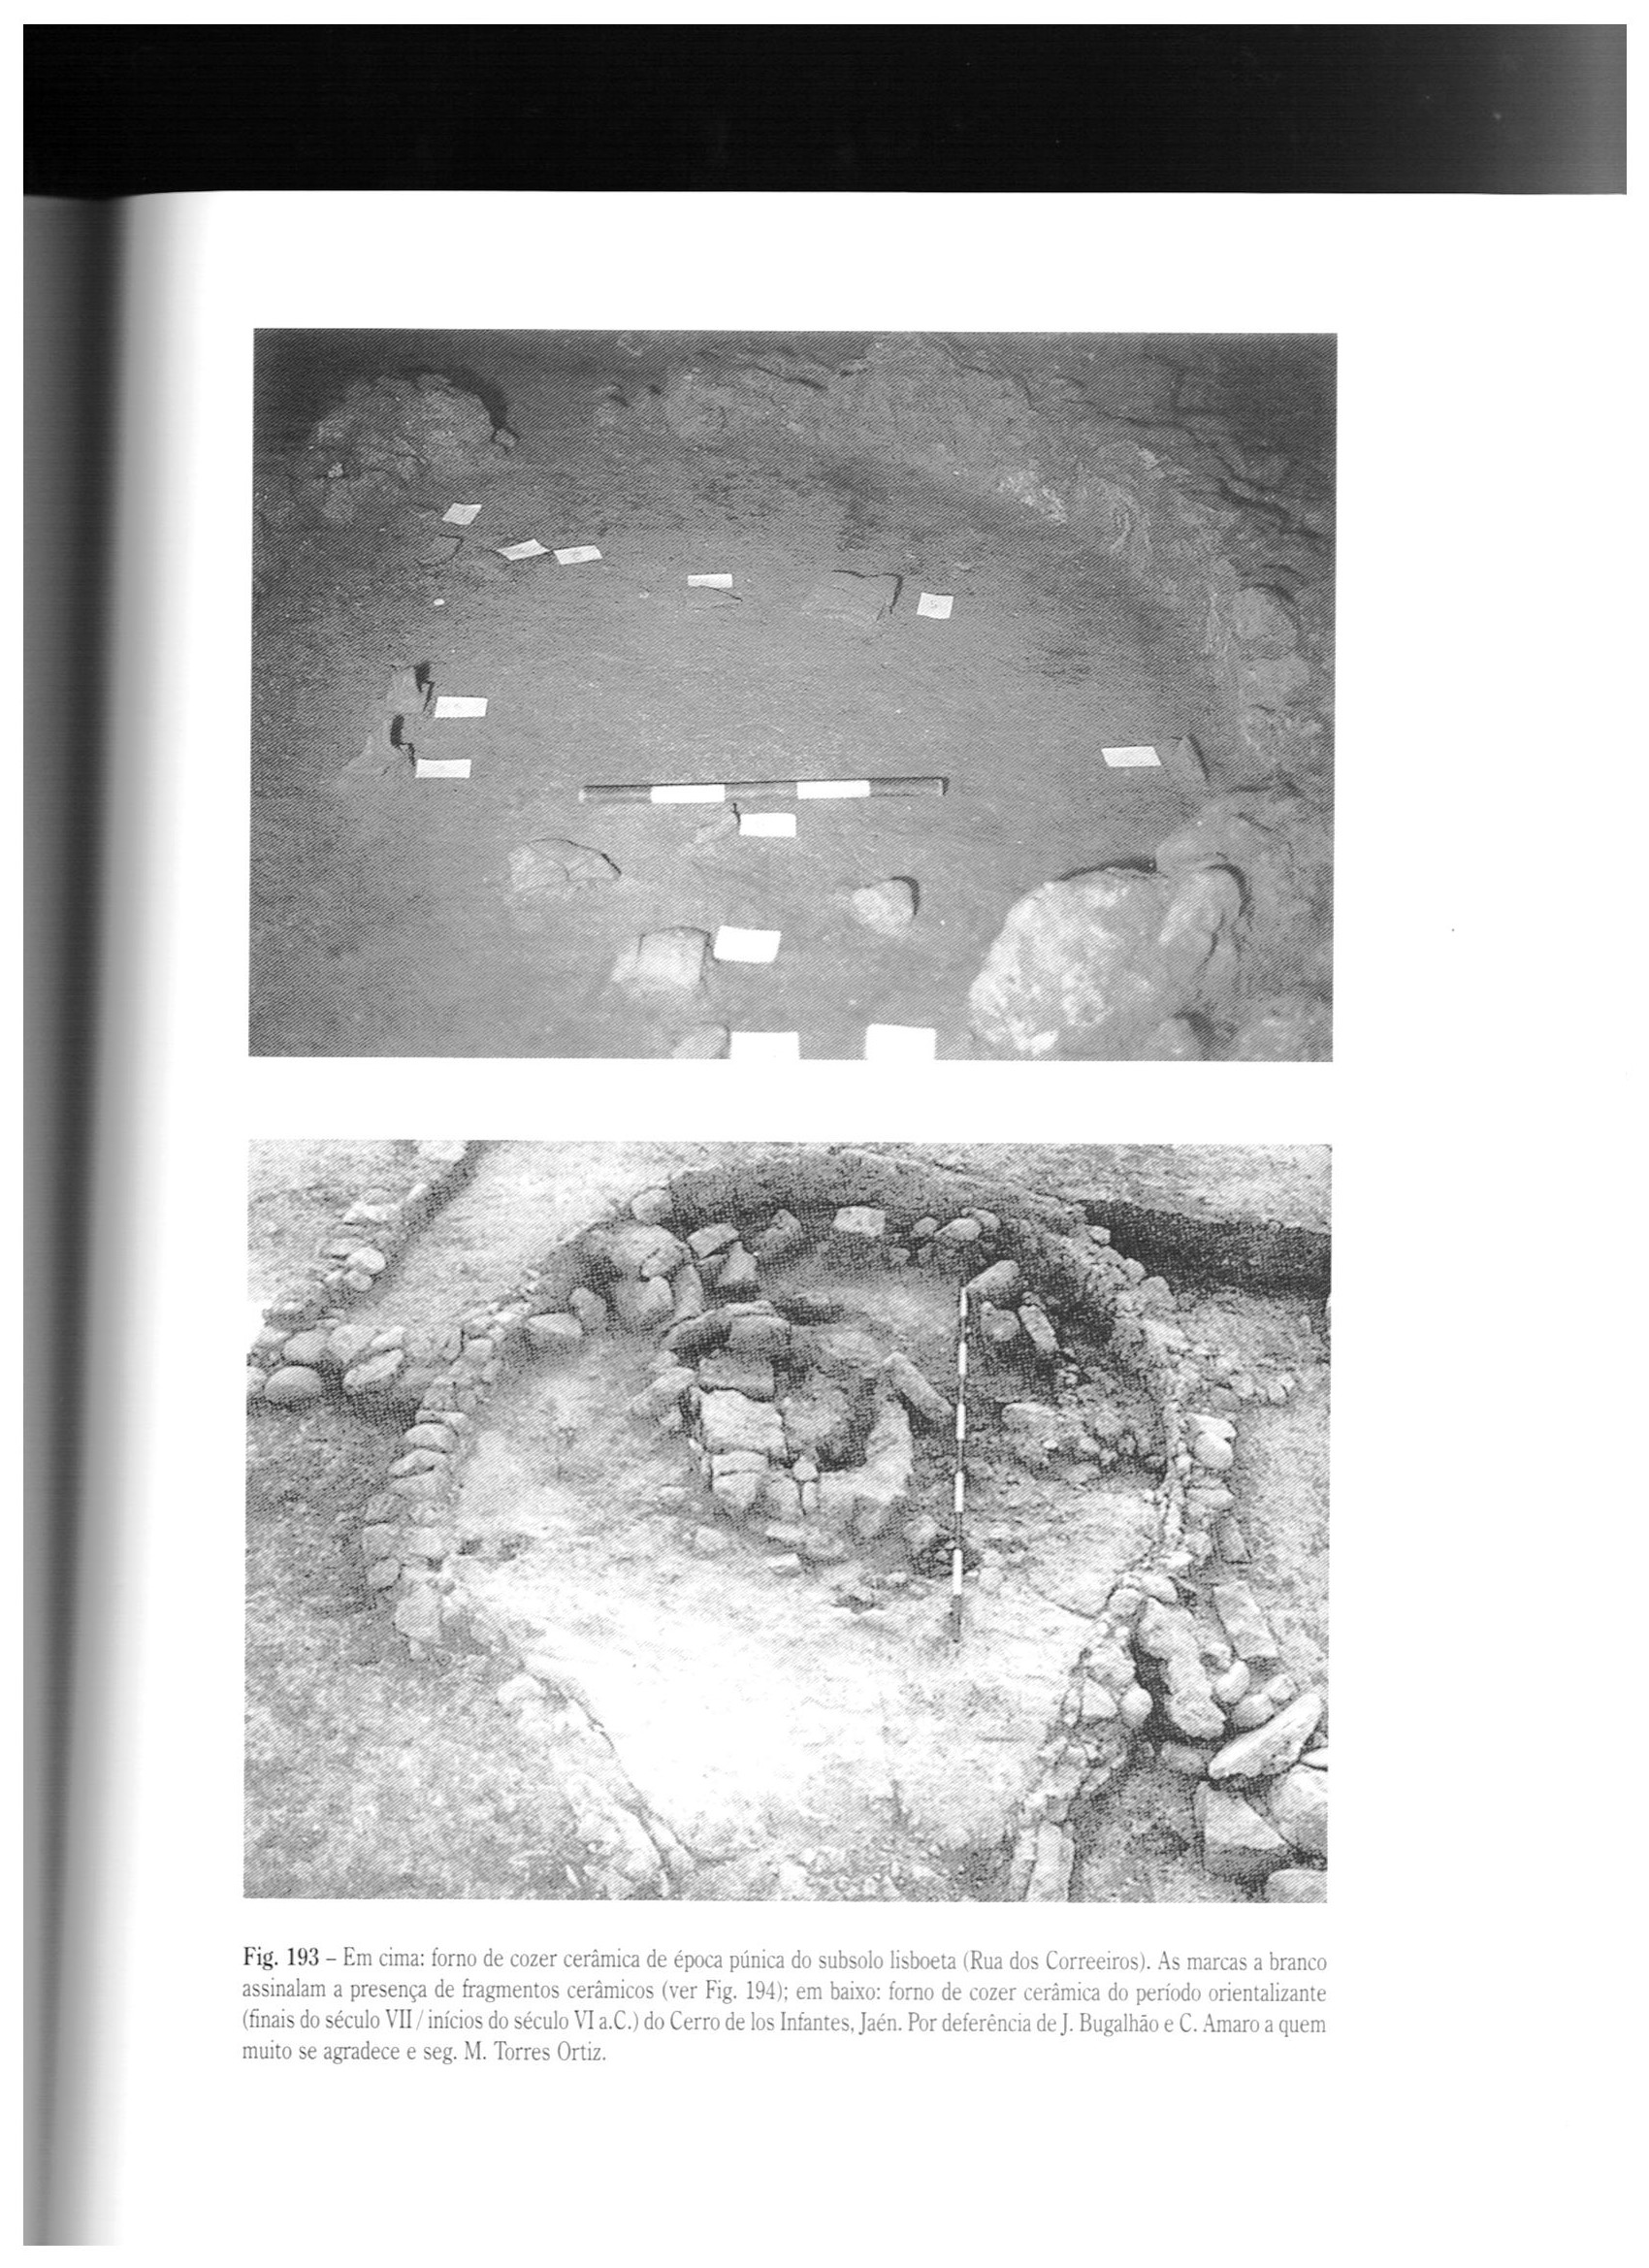 Fig. 193 – Em cima: forno de cozer cerâmica de época púnica do subsolo lisboeta (Rua dos Correeiros). As marcas a branco
assinalam a presença de fragmentos cerâmicos (ver Fig. 194); em baixo: forno de cozer cerâmica do período orientalizante
(finais do século VII / inícios do século VI a.C.) do Cerro de los Infantes, Jaén. Por deferência de J. Bugalhão e C. Amaro a quem
muito se agradece e seg. M. Torres Ortiz.